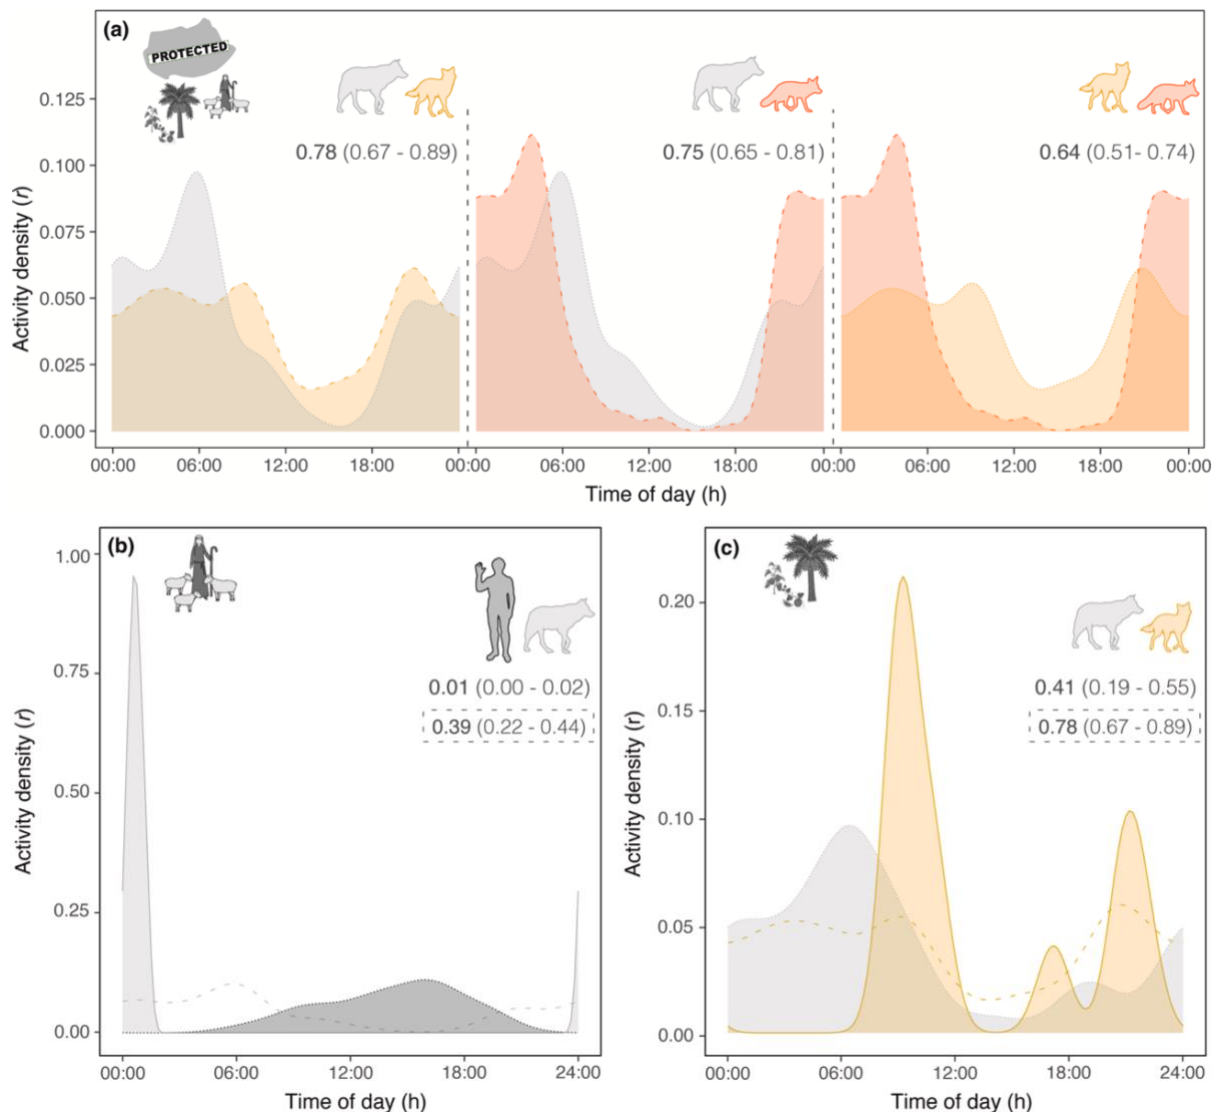 (a)
PROTECTED
0.78 (0.67 - 0.89)
0.75 (0.65 - 0.81)
0.64 (0.51- 0.74)
Activity density (r)
0.125
0.100
0.075
0.050
0.025
0.000
00:00 06:00 12:00 18:00 00:00 06:00 12:00 18:00 00:00 06:00 12:00 18:00 00:00
Time of day (h)
(b)
0.01 (0.00 - 0.02)
0.39 (0.22 - 0.44)
Activity density (r)
1.00
0.75
0.50
0.25
0.00
00:00 06:00 12:00 18:00 24:00
Time of day (h)
(c)
0.41 (0.19 - 0.55)
0.78 (0.67 - 0.89)
Activity density (r)
0.20
0.15
0.10
0.05
0.00
00:00 06:00 12:00 18:00 24:00
Time of day (h)